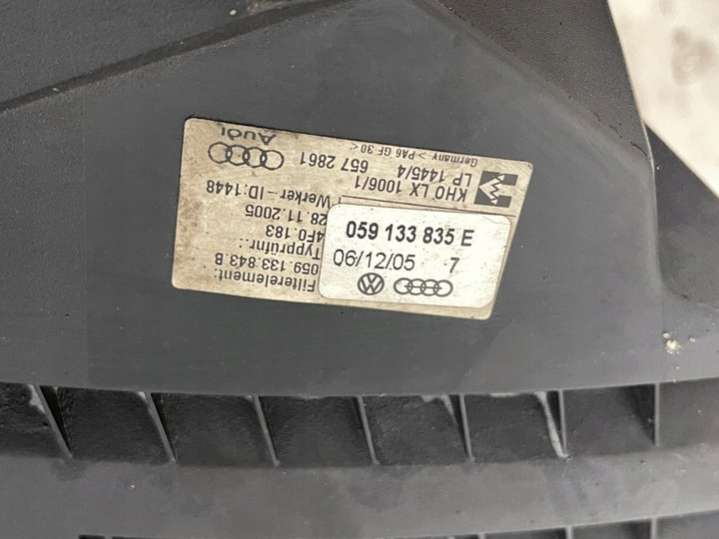 059 133 835 E
06/12/05 7
Audi
Germany > PA6 GF 30 <
657 2861
LP 1445/4
KHO LX 1006/1
Werker - ID:1448
28.11.2005
4F0.183
Typprüfnr.:
059.133.843.B
Filterelement: